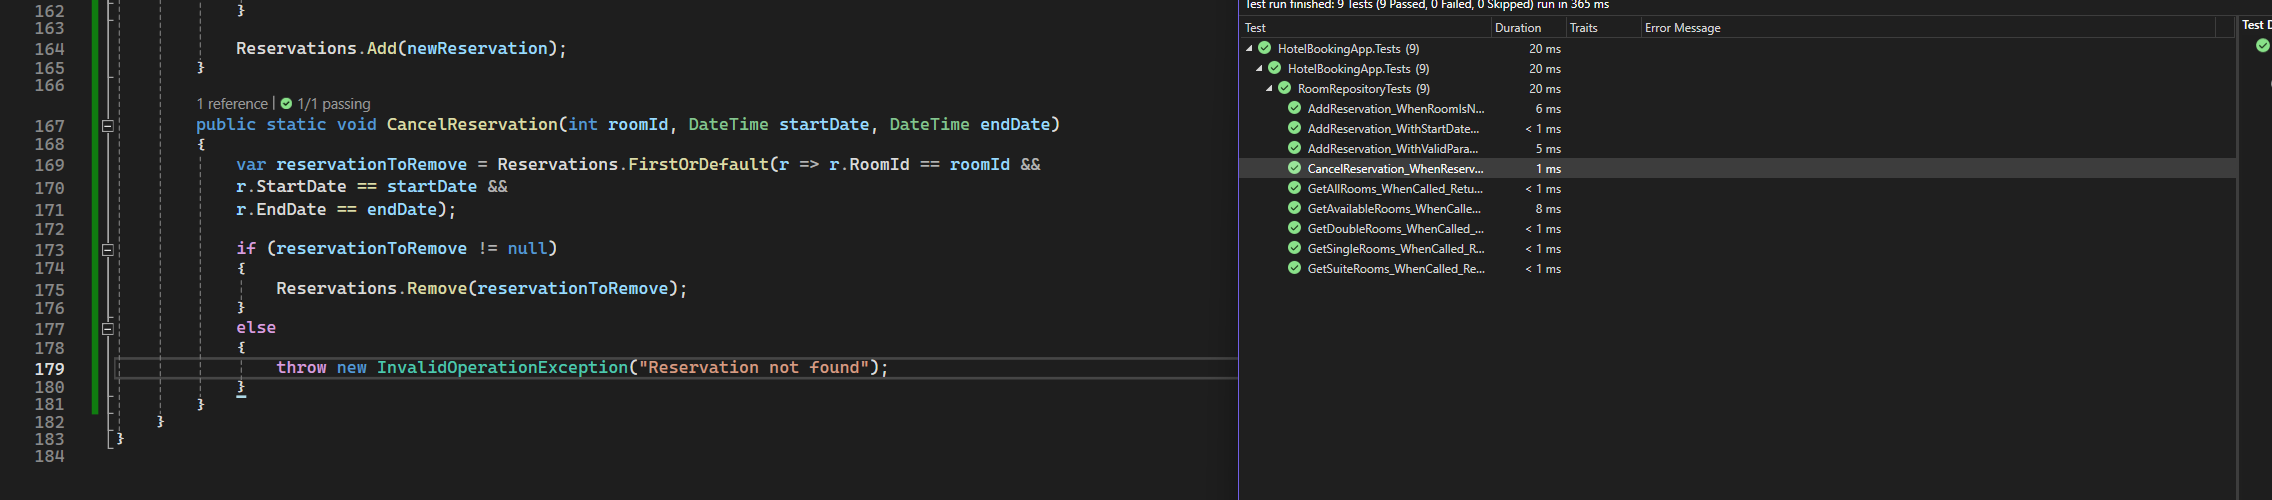 162 }
163
164 Reservations.Add(newReservation);
165 }
166
1 reference | 1/1 passing
167 public static void CancelReservation(int roomId, DateTime startDate, DateTime endDate)
168 {
169 var reservationToRemove = Reservations.FirstOrDefault(r => r.RoomId == roomId &&
170 r.StartDate == startDate &&
171 r.EndDate == endDate);
172
173 if (reservationToRemove != null)
174 {
175 Reservations.Remove(reservationToRemove);
176 }
177 else
178 {
179 throw new InvalidOperationException("Reservation not found");
180 }
181 }
182 }
183 }
184
Test run finished: 9 Tests (9 Passed, 0 Failed, 0 Skipped) run in 365 ms
Test Duration Traits Error Message
HotelBookingApp.Tests (9) 20 ms
HotelBookingApp.Tests (9) 20 ms
RoomRepositoryTests (9) 20 ms
AddReservation_WhenRoomIsN... 6 ms
AddReservation_WithStartDate... < 1 ms
AddReservation_WithValidPara... 5 ms
CancelReservation_WhenReserv... 1 ms
GetAllRooms_WhenCalled_Retu... < 1 ms
GetAvailableRooms_WhenCalle... 8 ms
GetDoubleRooms_WhenCalled_... < 1 ms
GetSingleRooms_WhenCalled_R... < 1 ms
GetSuiteRooms_WhenCalled_Re... < 1 ms
Test D